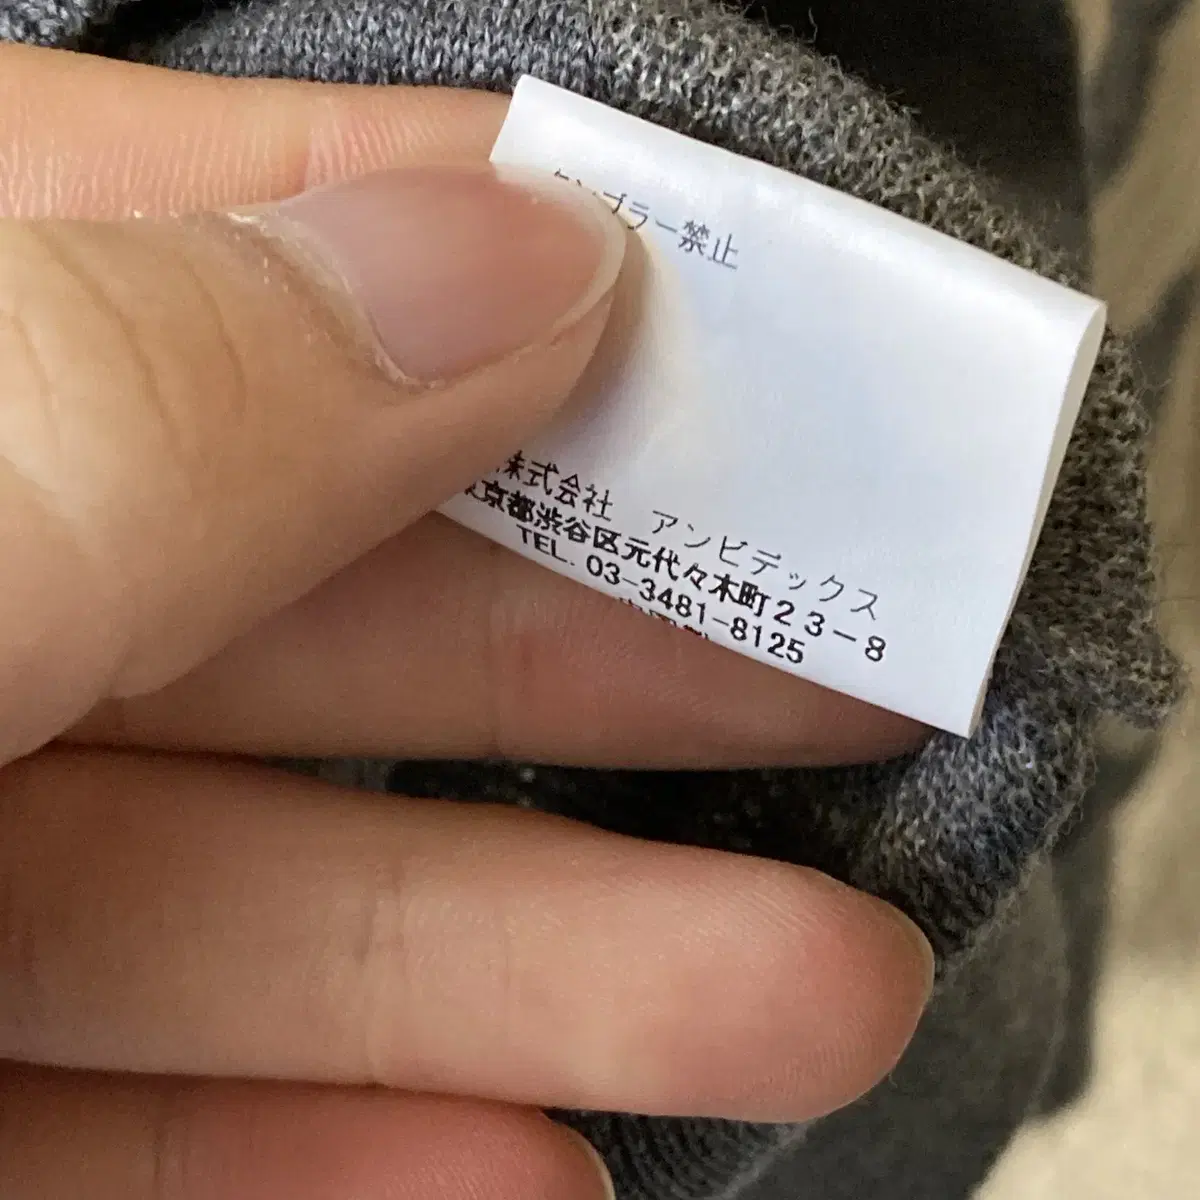 タンブラー禁止
株式会社 アンビデックス
東京都渋谷区元代々木町23-8
TEL. 03-3481-8125